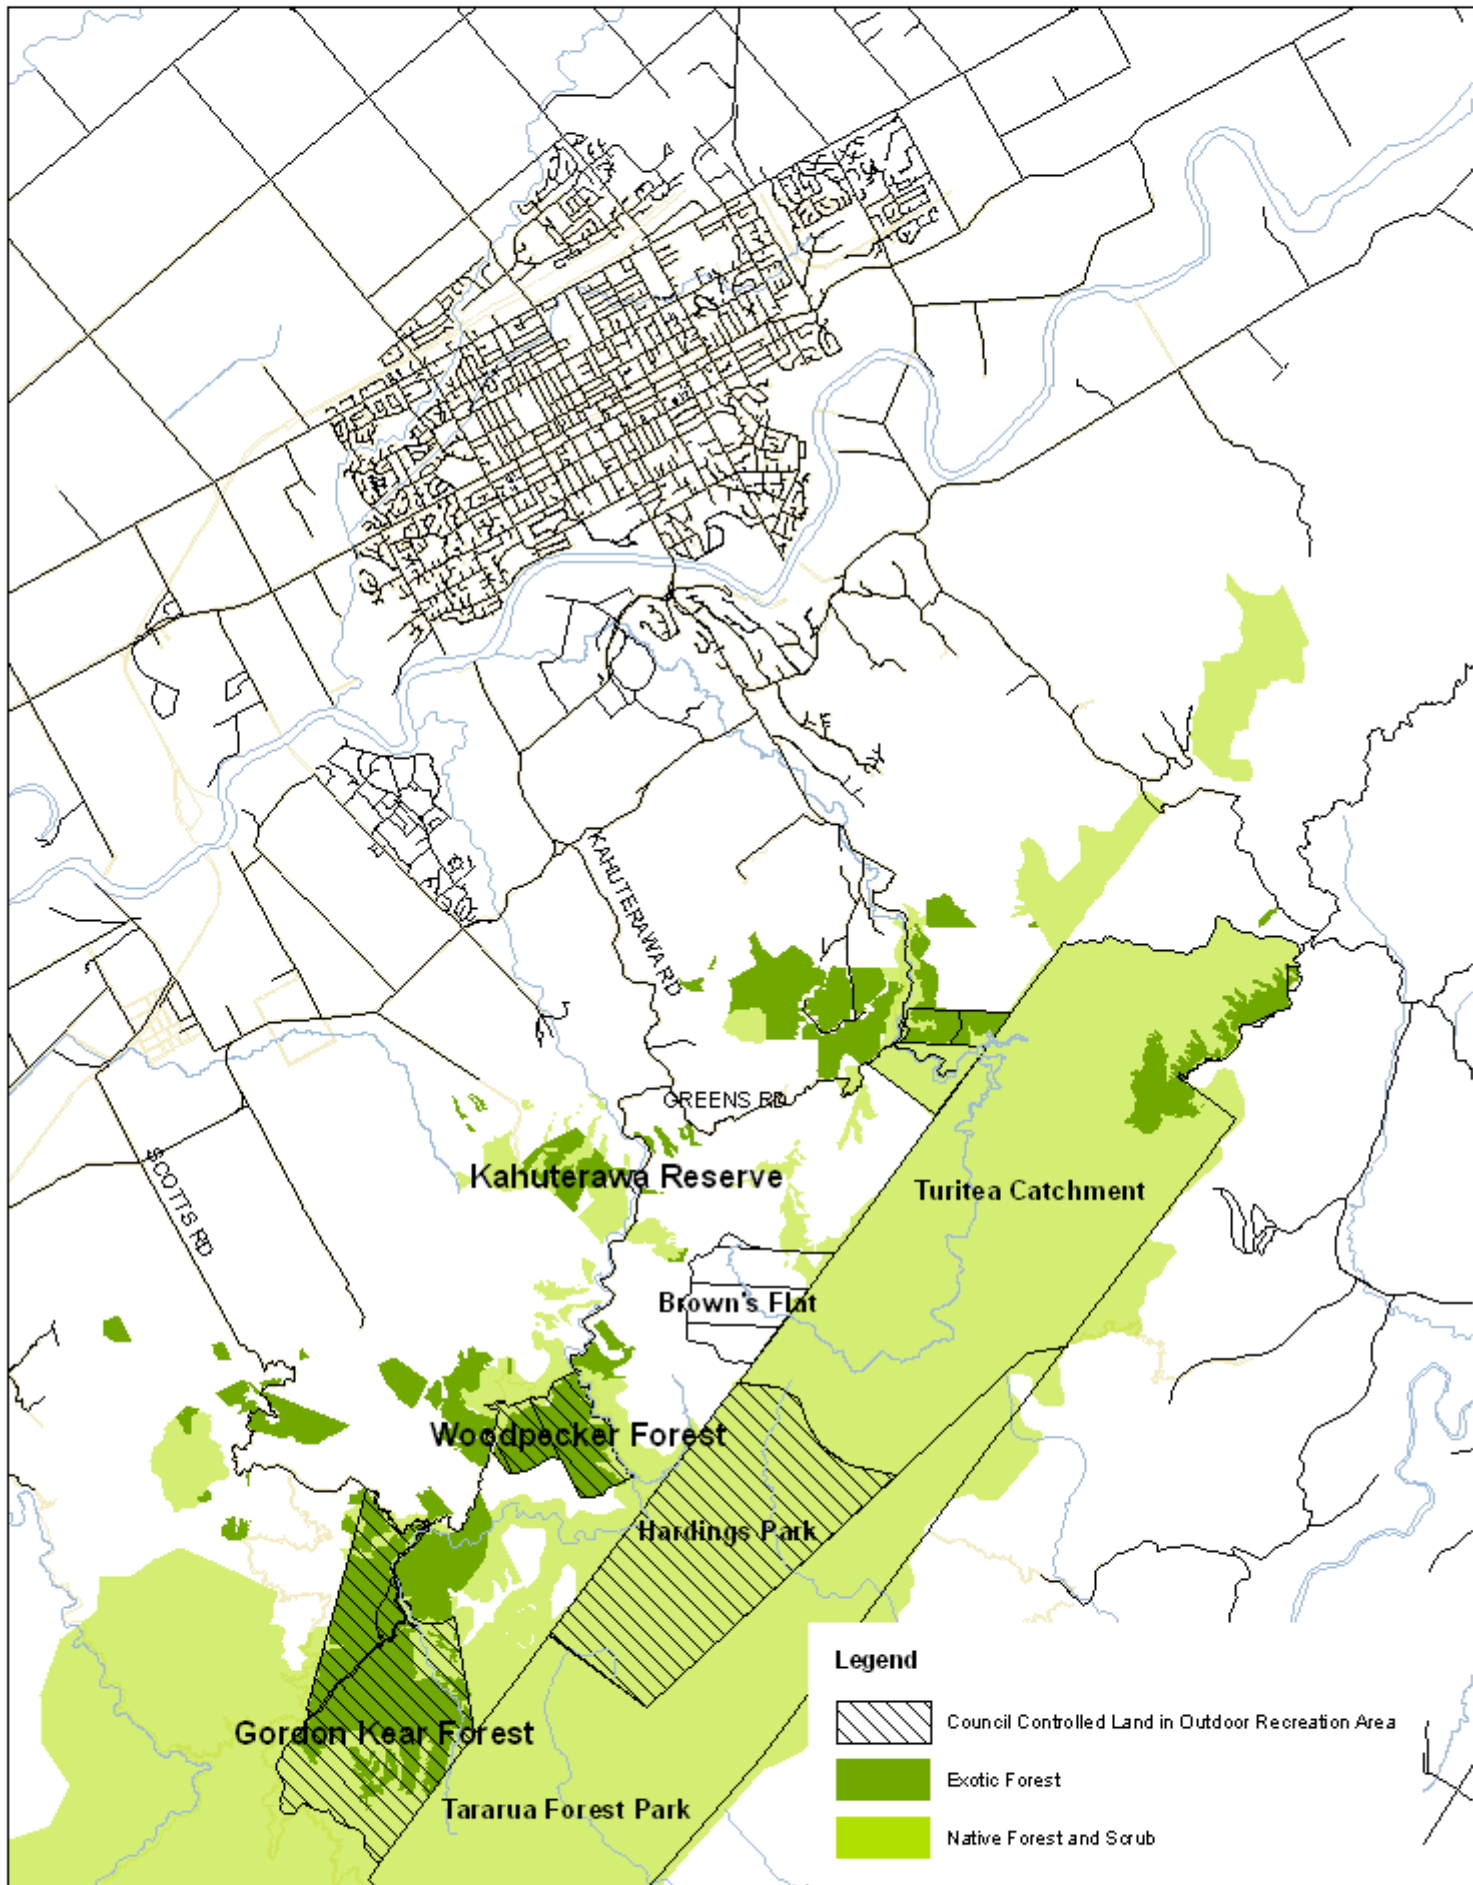 KAHUTERAWA RD
GREENS RD
Kahuterawa Reserve
Turitea Catchment
SCOTTS RD
Brown's Flat
Woodpecker Forest
Hardings Park
Gordon Kear Forest
Tararua Forest Park
Legend
Council Controlled Land in Outdoor Recreation Area
Exotic Forest
Native Forest and Scrub